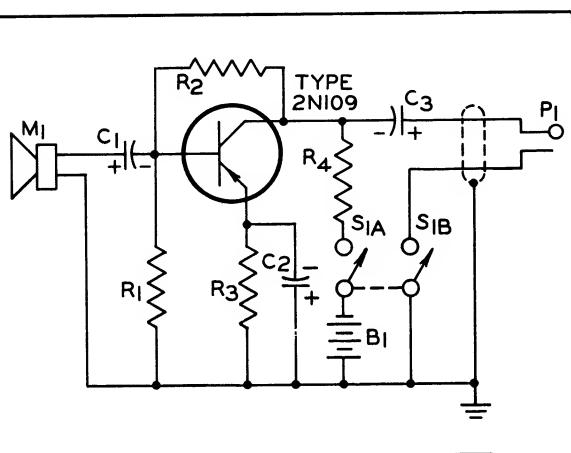 R2
TYPE
2N109
C3
P1
M1
C1
+
-
-
+
R4
S1A
S1B
R1
R3
C2
-
+
B1